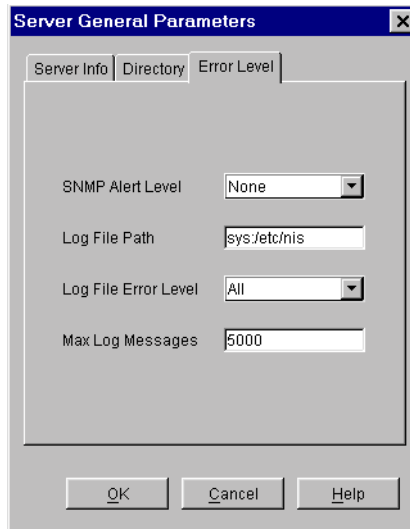 Server General Parameters
Server Info Directory Error Level
SNMP Alert Level None
Log File Path sys:/etc/nis
Log File Error Level All
Max Log Messages 5000
OK Cancel Help